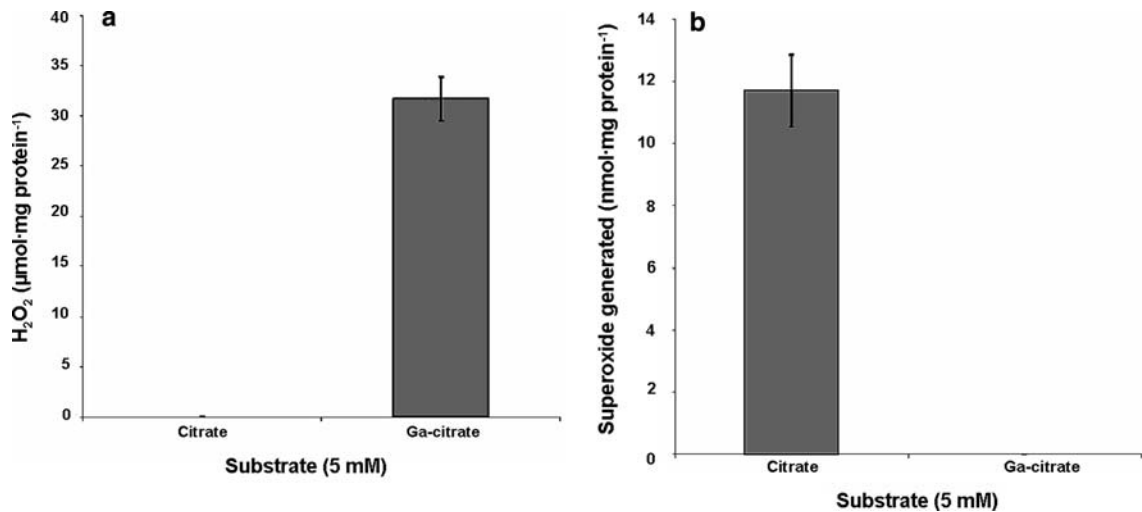 a
H₂O₂ (µmol·mg protein⁻¹)
40
35
30
25
20
15
10
5
0
Citrate
Ga-citrate
Substrate (5 mM)
b
Superoxide generated (nmol·mg protein⁻¹)
14
12
10
8
6
4
2
0
Citrate
Ga-citrate
Substrate (5 mM)